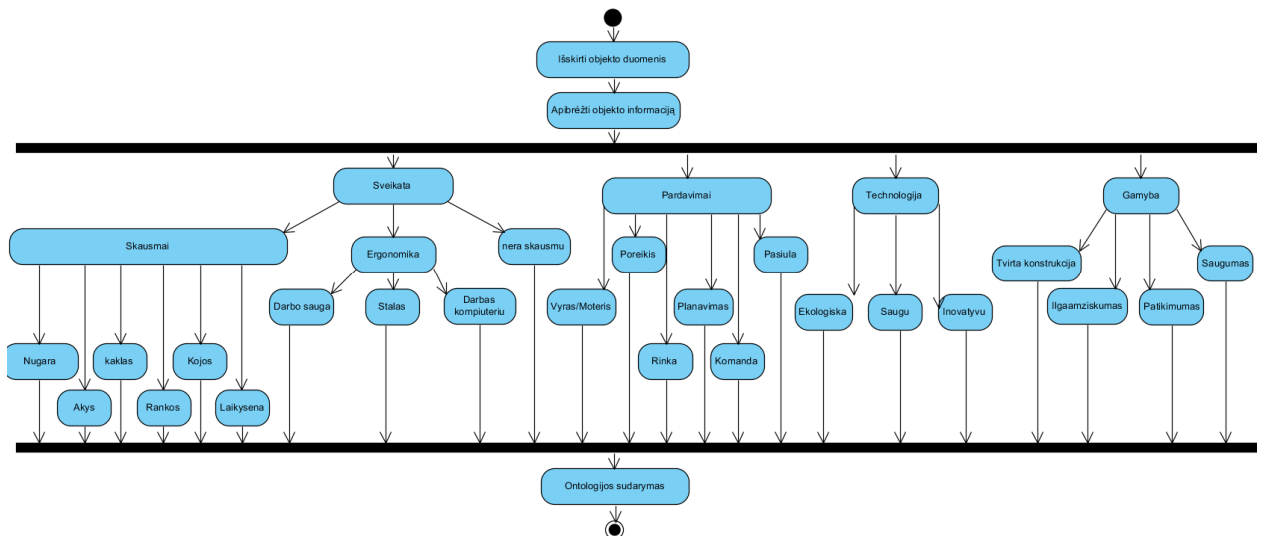 Išskirti objekto duomenis
Apibrėžti objekto informaciją
Sveikata
Pardavimai
Technologija
Gamyba
Skausmai
Ergonomika
nera skausmu
Poreikis
Pasiula
Tvirta konstrukcija
Saugumas
Darbo sauga
Stalas
Darbas
kompiuteriu
Vyras/Moteris
Planavimas
Ekologiska
Saugu
Inovatyvu
Ilgaamziskumas
Patikimumas
Nugara
kaklas
Kojos
Rinka
Komanda
Akys
Rankos
Laikysena
Ontologijos sudarymas